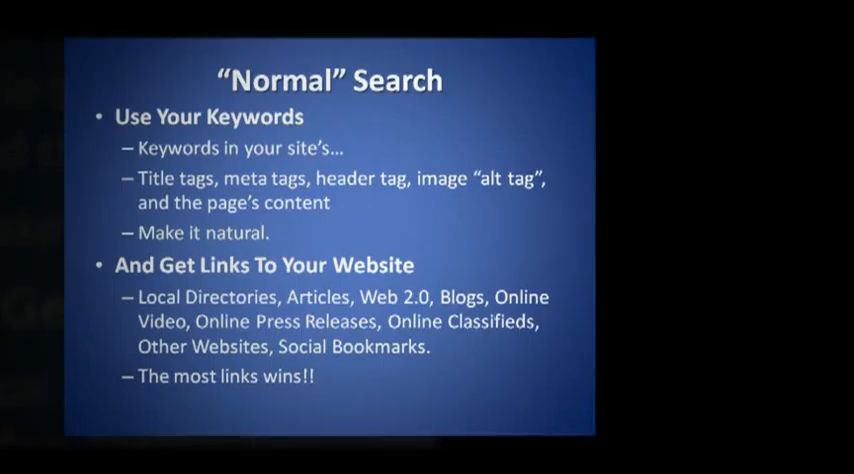 “Normal” Search
• Use Your Keywords
– Keywords in your site’s...
– Title tags, meta tags, header tag, image “alt tag”,
and the page’s content
– Make it natural.
• And Get Links To Your Website
– Local Directories, Articles, Web 2.0, Blogs, Online
Video, Online Press Releases, Online Classifieds,
Other Websites, Social Bookmarks.
– The most links wins!!